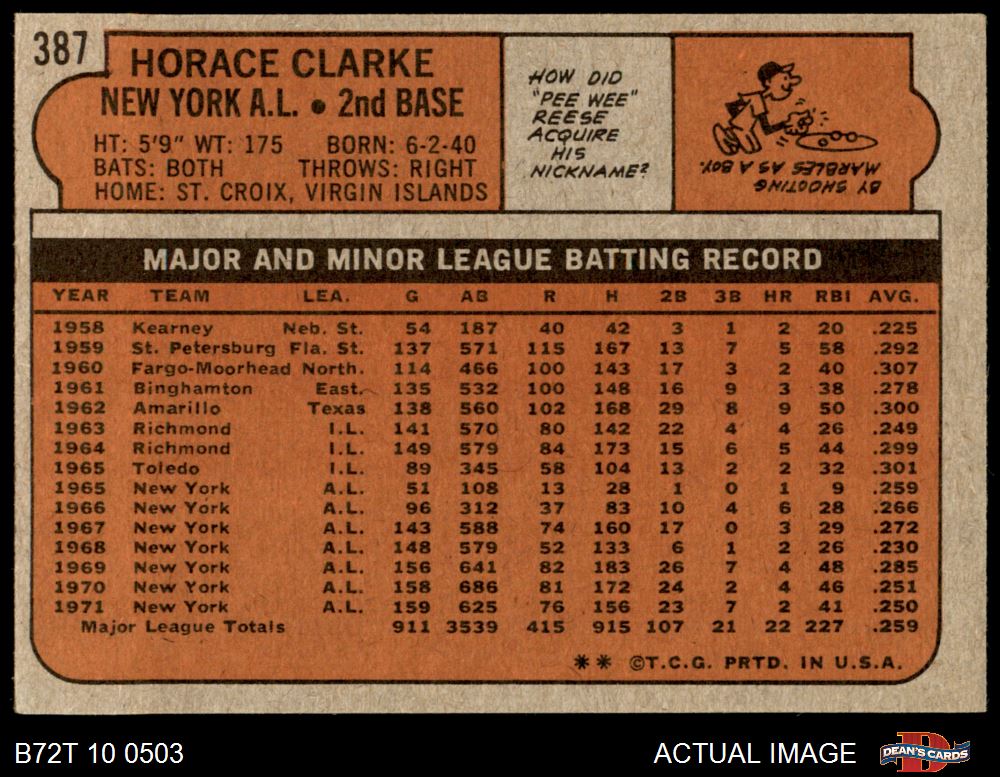 387
HORACE CLARKE
NEW YORK A.L. • 2nd BASE
HT: 5'9" WT: 175 BORN: 6-2-40
BATS: BOTH THROWS: RIGHT
HOME: ST. CROIX, VIRGIN ISLANDS
HOW DID
"PEE WEE"
REESE
ACQUIRE
HIS
NICKNAME?
BY SHOOTING
MARBLES AS A BOY.
MAJOR AND MINOR LEAGUE BATTING RECORD
YEAR TEAM LEA. G AB R H 2B 3B HR RBI AVG.
1958 Kearney Neb. St. 54 187 40 42 3 1 2 20 .225
1959 St. Petersburg Fla. St. 137 571 115 167 13 7 5 58 .292
1960 Fargo-Moorhead North. 114 466 100 143 17 3 2 40 .307
1961 Binghamton East. 135 532 100 148 16 9 3 38 .278
1962 Amarillo Texas 138 560 102 168 29 8 9 50 .300
1963 Richmond I.L. 141 570 80 142 22 4 4 26 .249
1964 Richmond I.L. 149 579 84 173 15 6 5 44 .299
1965 Toledo I.L. 89 345 58 104 13 2 2 32 .301
1965 New York A.L. 51 108 13 28 1 0 1 9 .259
1966 New York A.L. 96 312 37 83 10 4 6 28 .266
1967 New York A.L. 143 588 74 160 17 0 3 29 .272
1968 New York A.L. 148 579 52 133 6 1 2 26 .230
1969 New York A.L. 156 641 82 183 26 7 4 48 .285
1970 New York A.L. 158 686 81 172 24 2 4 46 .251
1971 New York A.L. 159 625 76 156 23 7 2 41 .250
Major League Totals 911 3539 415 915 107 21 22 227 .259
** ©T.C.G. PRTD. IN U.S.A.
B72T 10 0503
ACTUAL IMAGE
DEAN'S CARDS